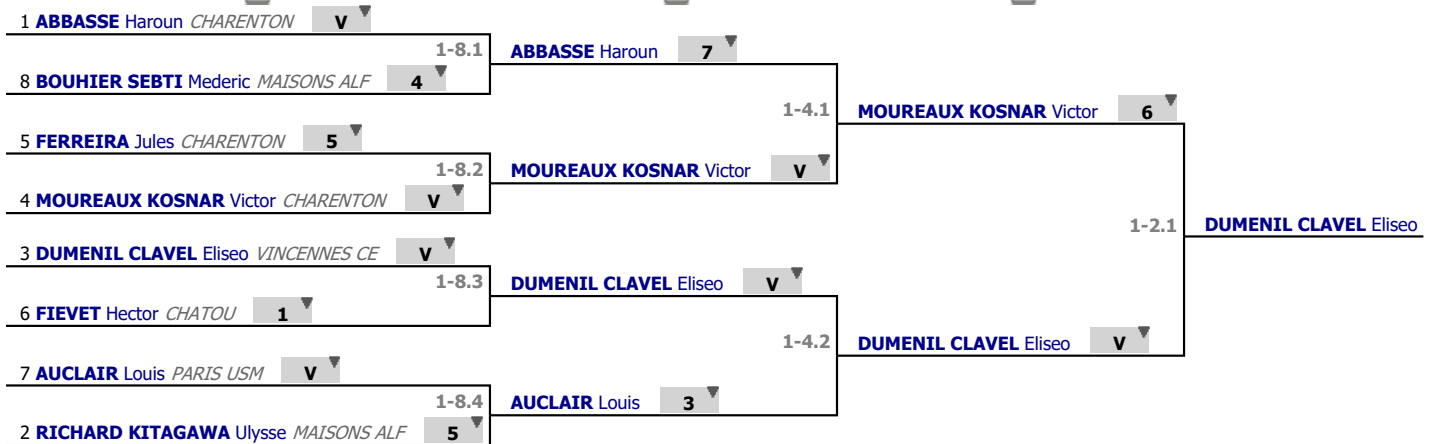 1 ABBASSE Haroun CHARENTON V
1-8.1
ABBASSE Haroun 7
8 BOUHIER SEBTI Mederic MAISONS ALF 4
1-4.1
MOUREAUX KOSNAR Victor 6
5 FERREIRA Jules CHARENTON 5
1-8.2
MOUREAUX KOSNAR Victor V
4 MOUREAUX KOSNAR Victor CHARENTON V
1-2.1
DUMENIL CLAVEL Eliseo
3 DUMENIL CLAVEL Eliseo VINCENNES CE V
1-8.3
DUMENIL CLAVEL Eliseo V
6 FIEVET Hector CHATOU 1
1-4.2
DUMENIL CLAVEL Eliseo V
7 AUCLAIR Louis PARIS USM V
1-8.4
AUCLAIR Louis 3
2 RICHARD KITAGAWA Ulysse MAISONS ALF 5